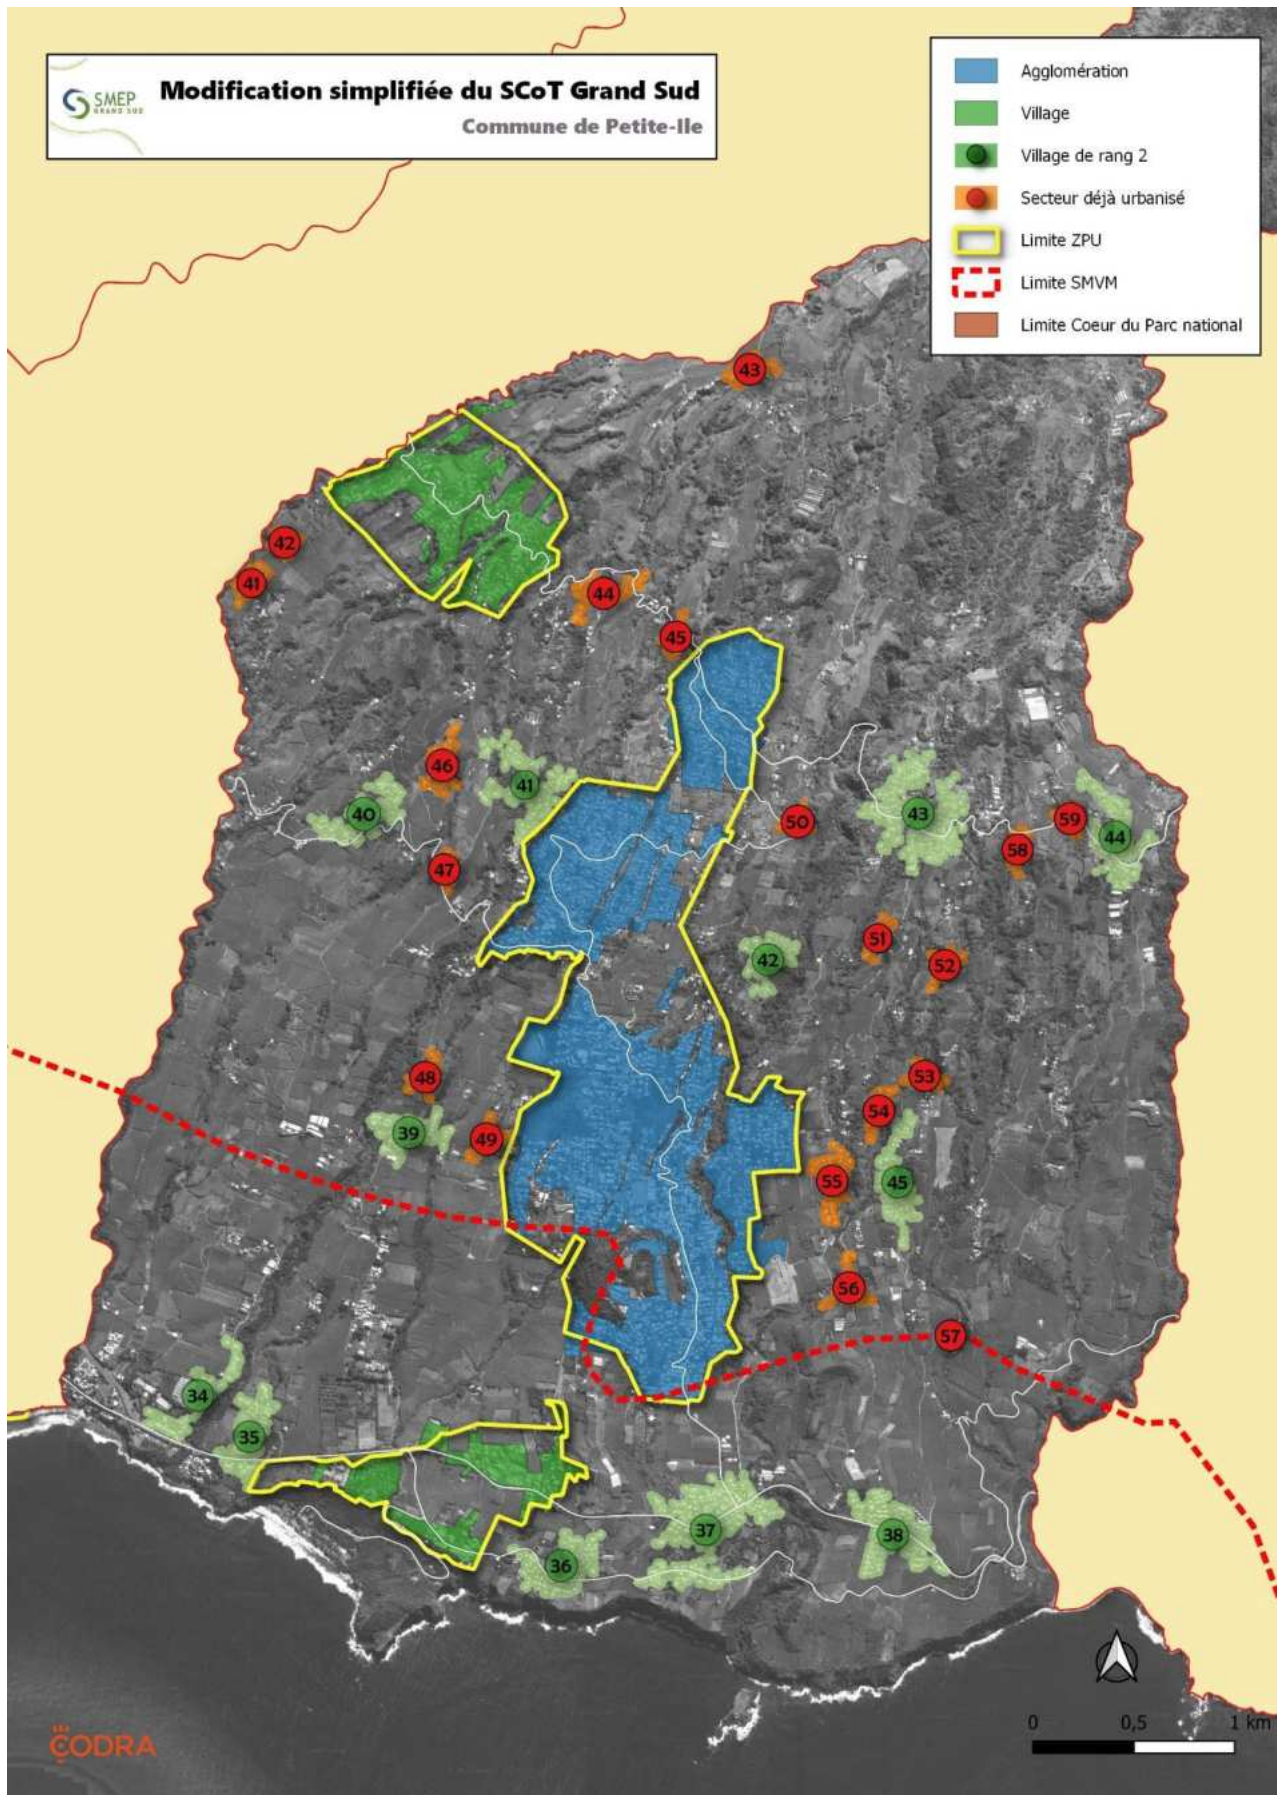 SMEP
GRAND SUD
Modification simplifiée du SCoT Grand Sud
Commune de Petite-Ile
Agglomération
Village
Village de rang 2
Secteur déjà urbanisé
Limite ZPU
Limite SMVM
Limite Coeur du Parc national
43
42
41
44
45
46
41
40
43
50
59
58
44
47
51
42
52
48
53
54
39
49
55
45
56
57
34
35
37
38
36
0 0,5 1 km
CODRA